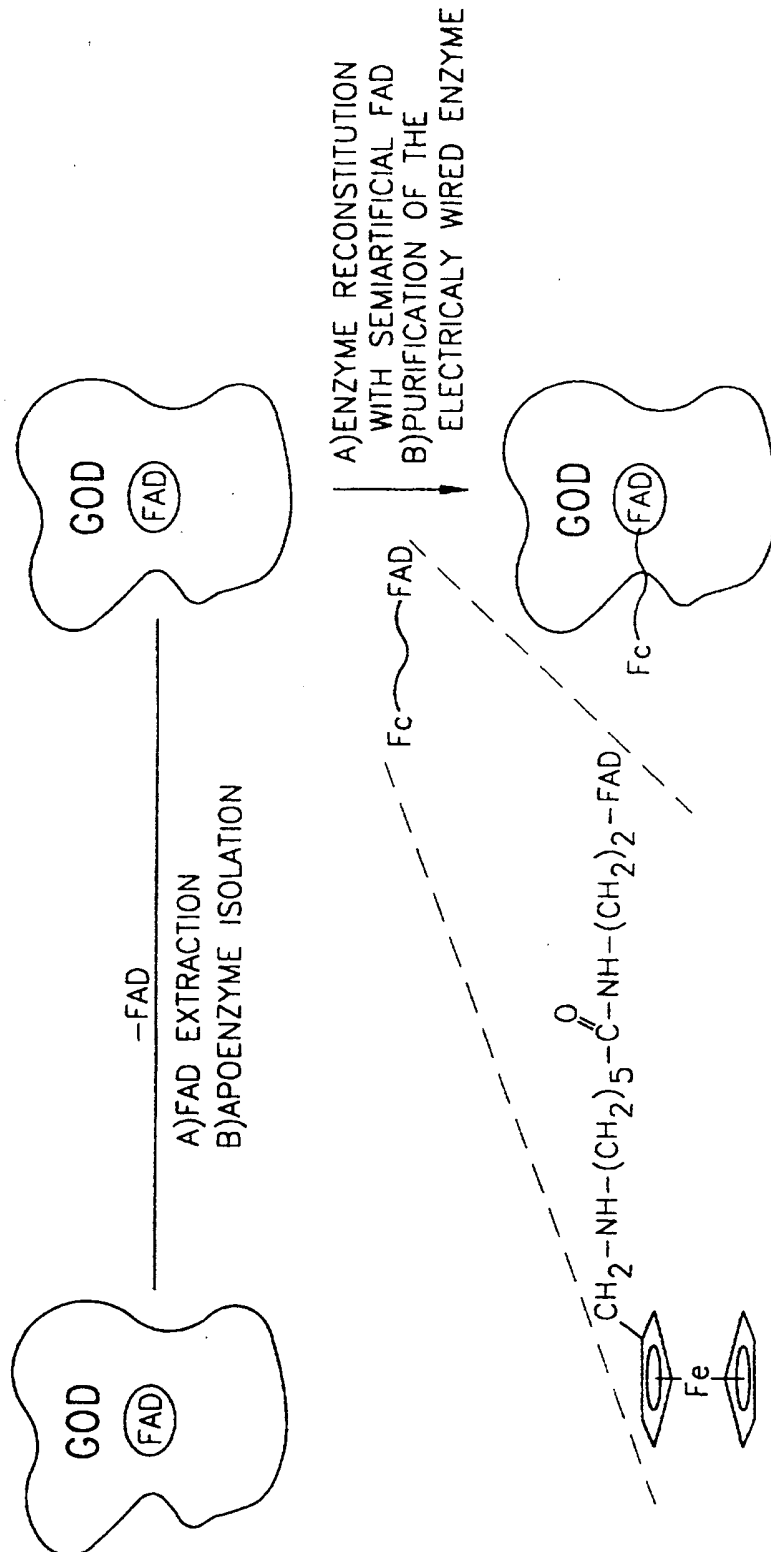 GOD
FAD
-FAD
A)FAD EXTRACTION
B)APOENZYME ISOLATION
GOD
FAD
A)ENZYME RECONSTITUTION
WITH SEMIARTIFICIAL FAD
B)PURIFICATION OF THE
ELECTRICALY WIRED ENZYME
Fc FAD
GOD
Fc FAD
O
CH2-NH-(CH2)5-C-NH-(CH2)2-FAD
Fe